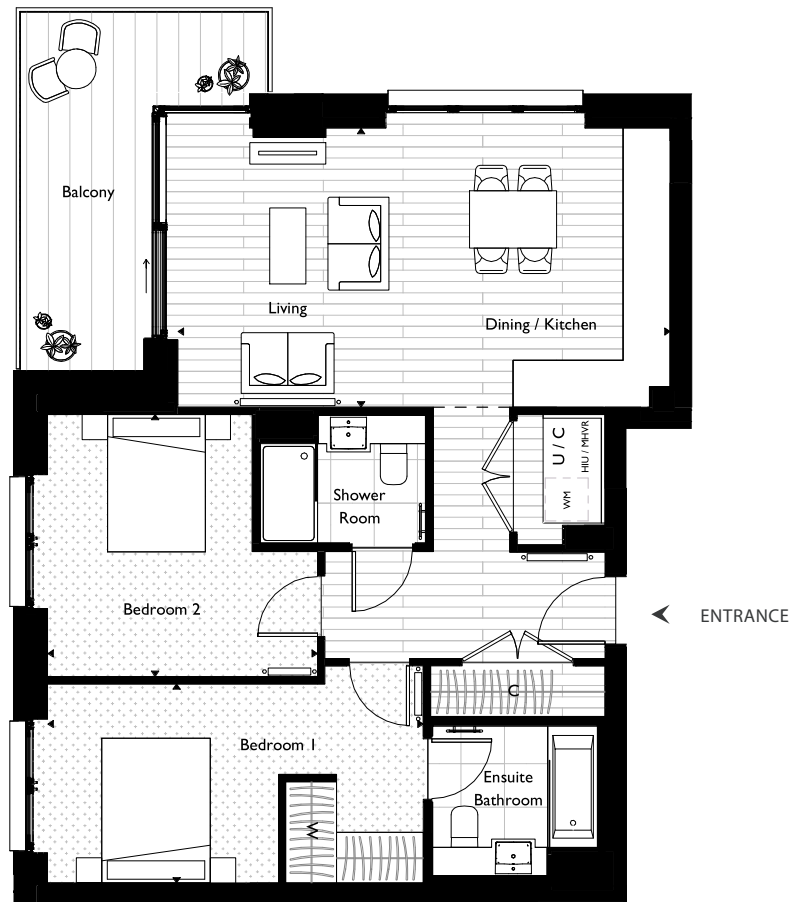 Balcony
Living
Dining / Kitchen
U / C
HIU / MHVR
WM
Shower
Room
Bedroom 2
ENTRANCE
C
Bedroom 1
Ensuite
Bathroom
W